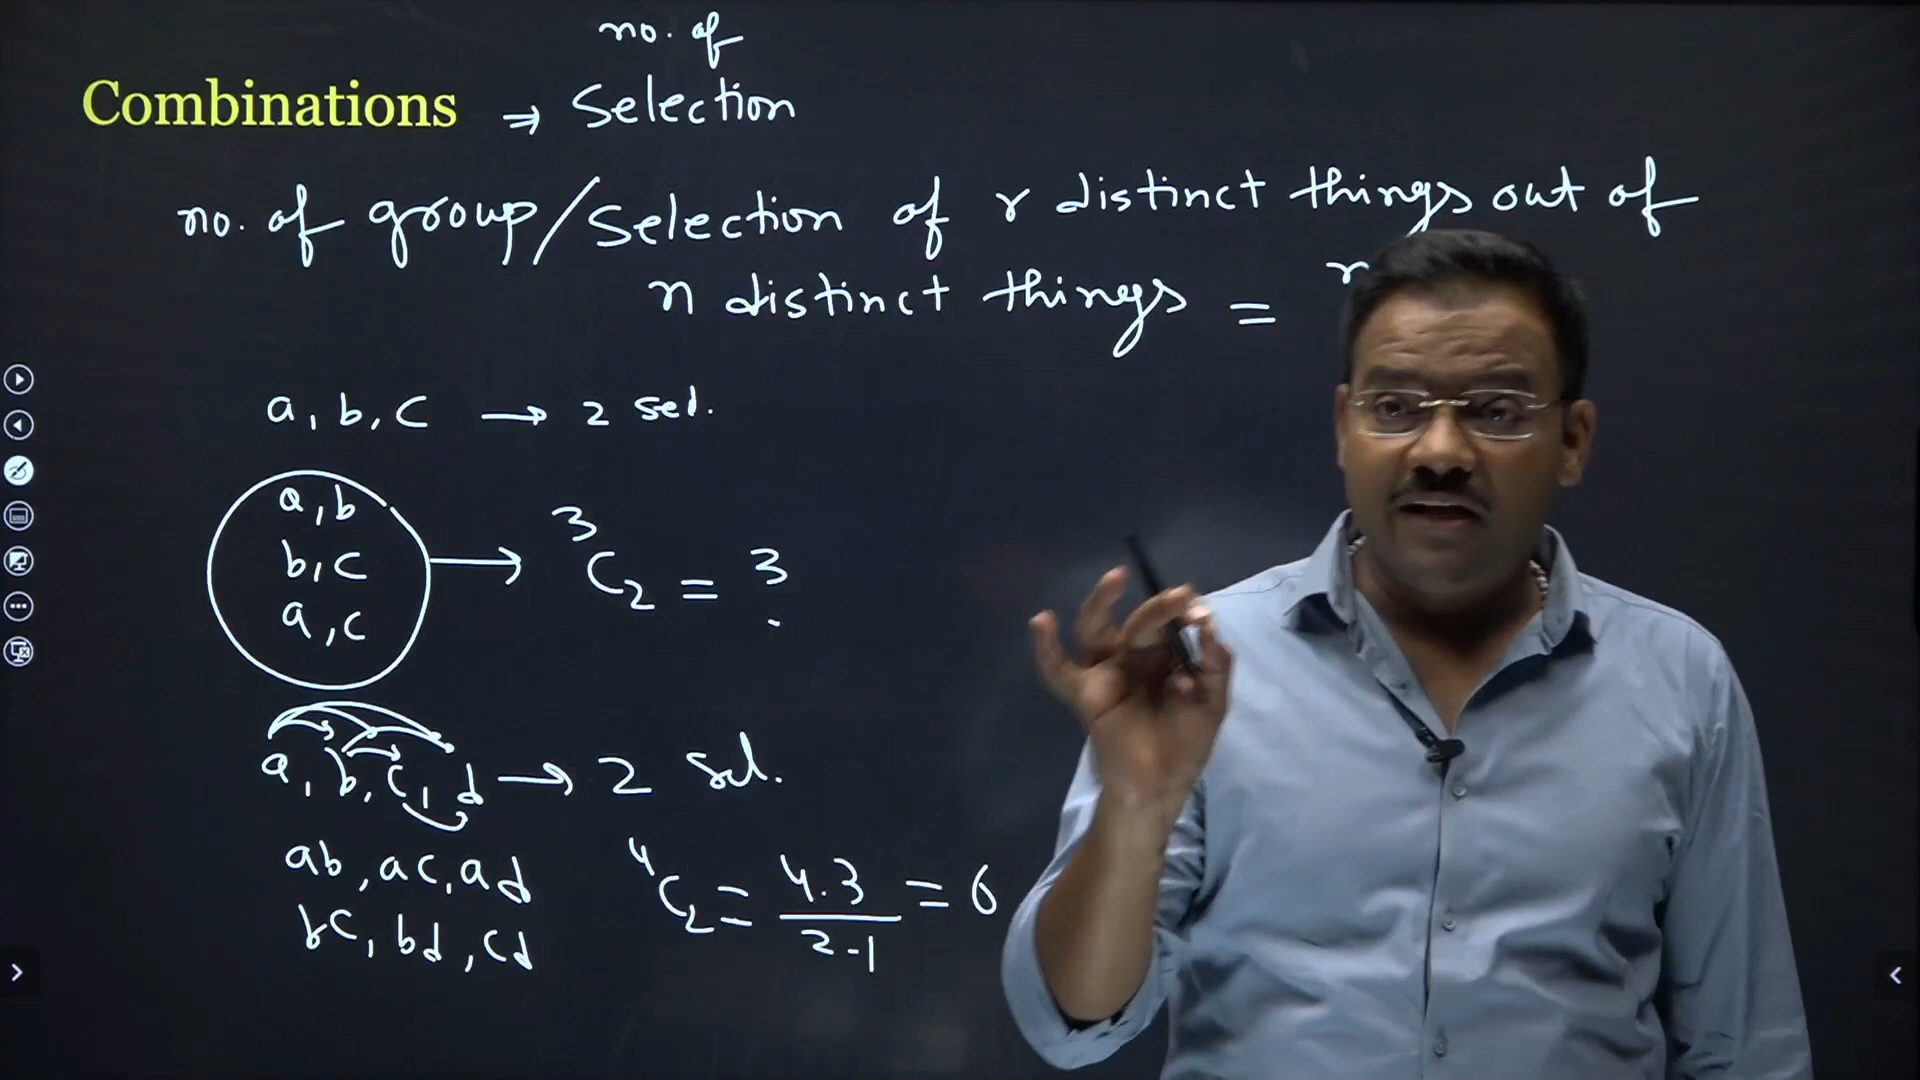 no. of
Combinations ⇒ Selection
no. of group/Selection of r distinct things out of
n distinct things =
a, b, c → 2 sel.
a, b
b, c
a, c
→ ³C₂ = 3
a, b, c, d → 2 sel.
ab, ac, ad
bc, bd, cd
⁴C₂ = 4.3 / 2-1 = 6